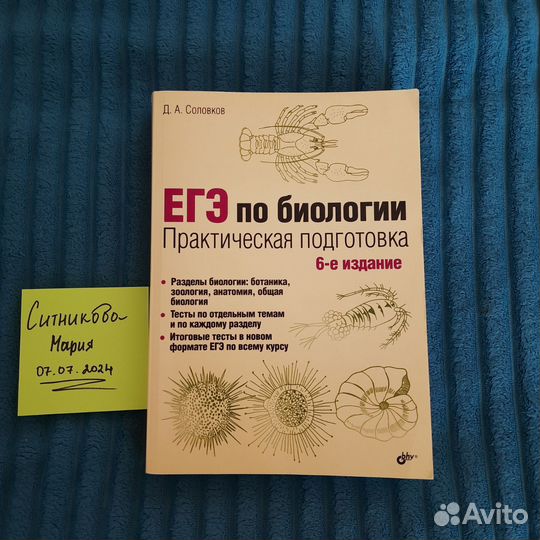 Д. А. Соловков
ЕГЭ по биологии
Практическая подготовка
6-е издание
• Разделы биологии: ботаника,
зоология, анатомия, общая
биология
• Тесты по отдельным темам
и по каждому разделу
• Итоговые тесты в новом
формате ЕГЭ по всему курсу
bhv®
Ситникова
Мария
07.07.2024
Avito